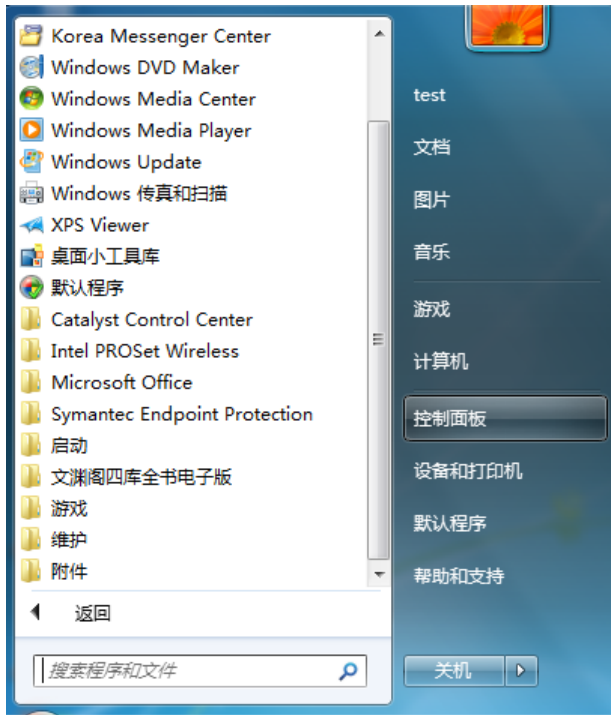 Korea Messenger Center
Windows DVD Maker
Windows Media Center
Windows Media Player
Windows Update
Windows 传真和扫描
XPS Viewer
桌面小工具库
默认程序
Catalyst Control Center
Intel PROSet Wireless
Microsoft Office
Symantec Endpoint Protection
启动
文渊阁四库全书电子版
游戏
维护
附件
返回
搜索程序和文件
test
文档
图片
音乐
游戏
计算机
控制面板
设备和打印机
默认程序
帮助和支持
关机